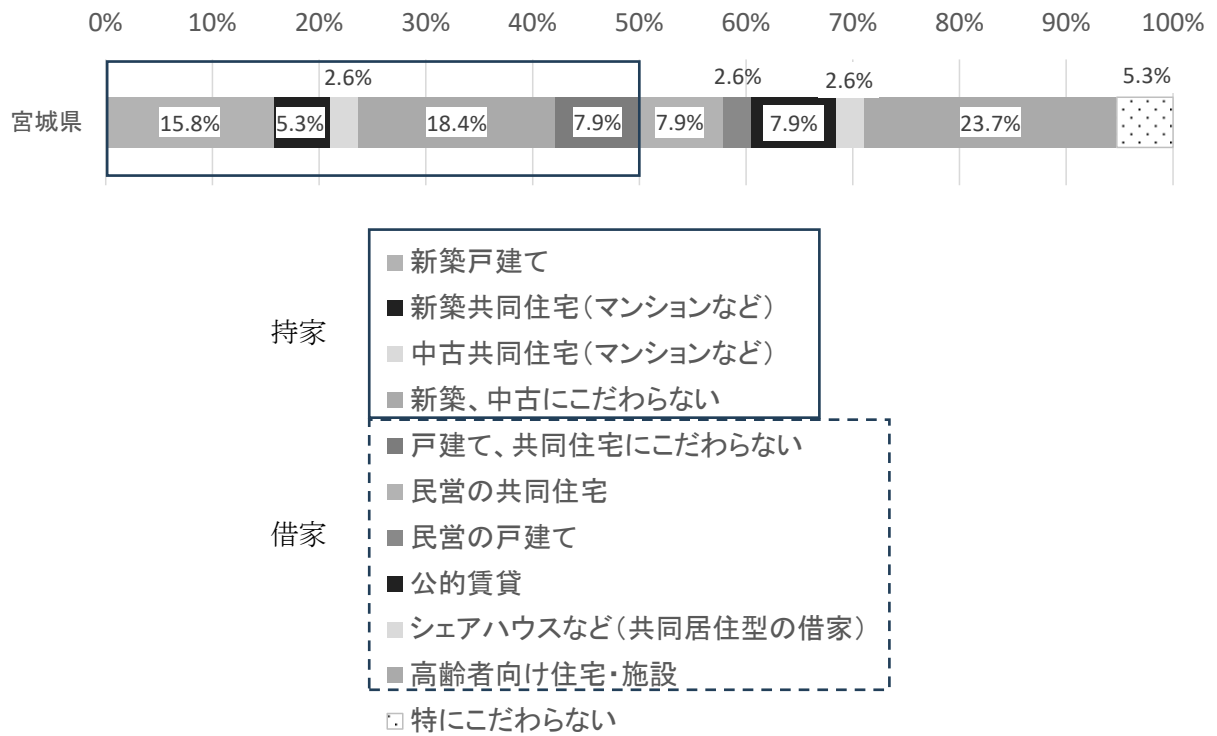 0% 10% 20% 30% 40% 50% 60% 70% 80% 90% 100%
2.6% 2.6% 2.6% 5.3%
宮城県 15.8% 5.3% 18.4% 7.9% 7.9% 7.9% 23.7%
新築戸建て
新築共同住宅(マンションなど)
持家
中古共同住宅(マンションなど)
新築、中古にこだわらない
戸建て、共同住宅にこだわらない
民営の共同住宅
借家
民営の戸建て
公的賃貸
シェアハウスなど(共同居住型の借家)
高齢者向け住宅・施設
特にこだわらない